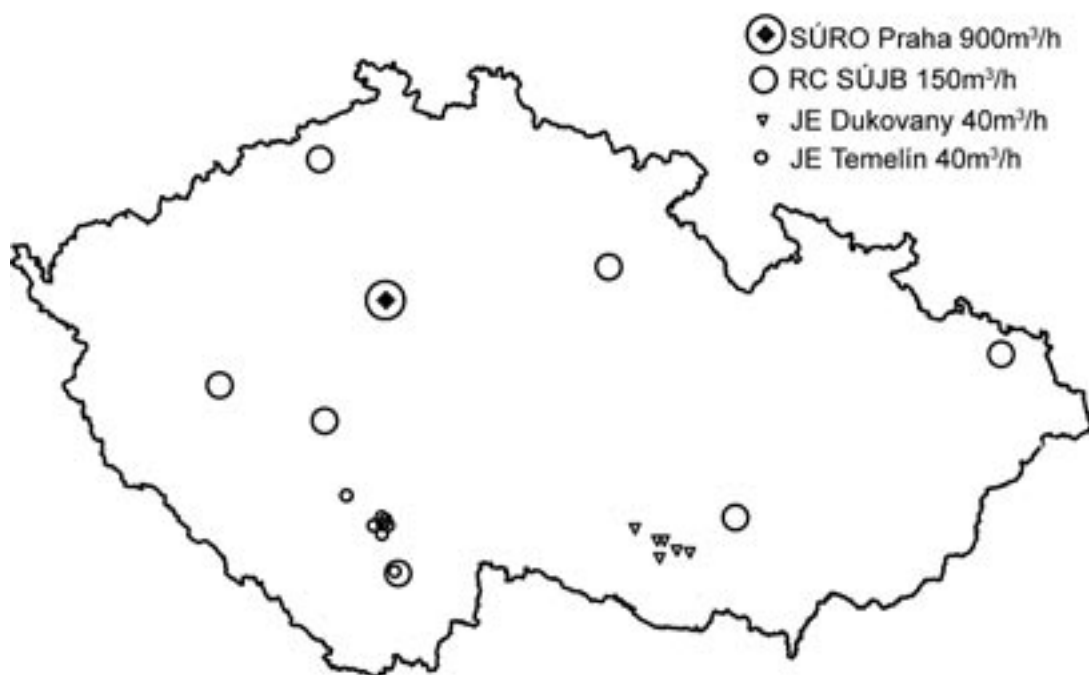 SÚRO Praha 900m³/h
RC SÚJB 150m³/h
JE Dukovany 40m³/h
JE Temelín 40m³/h